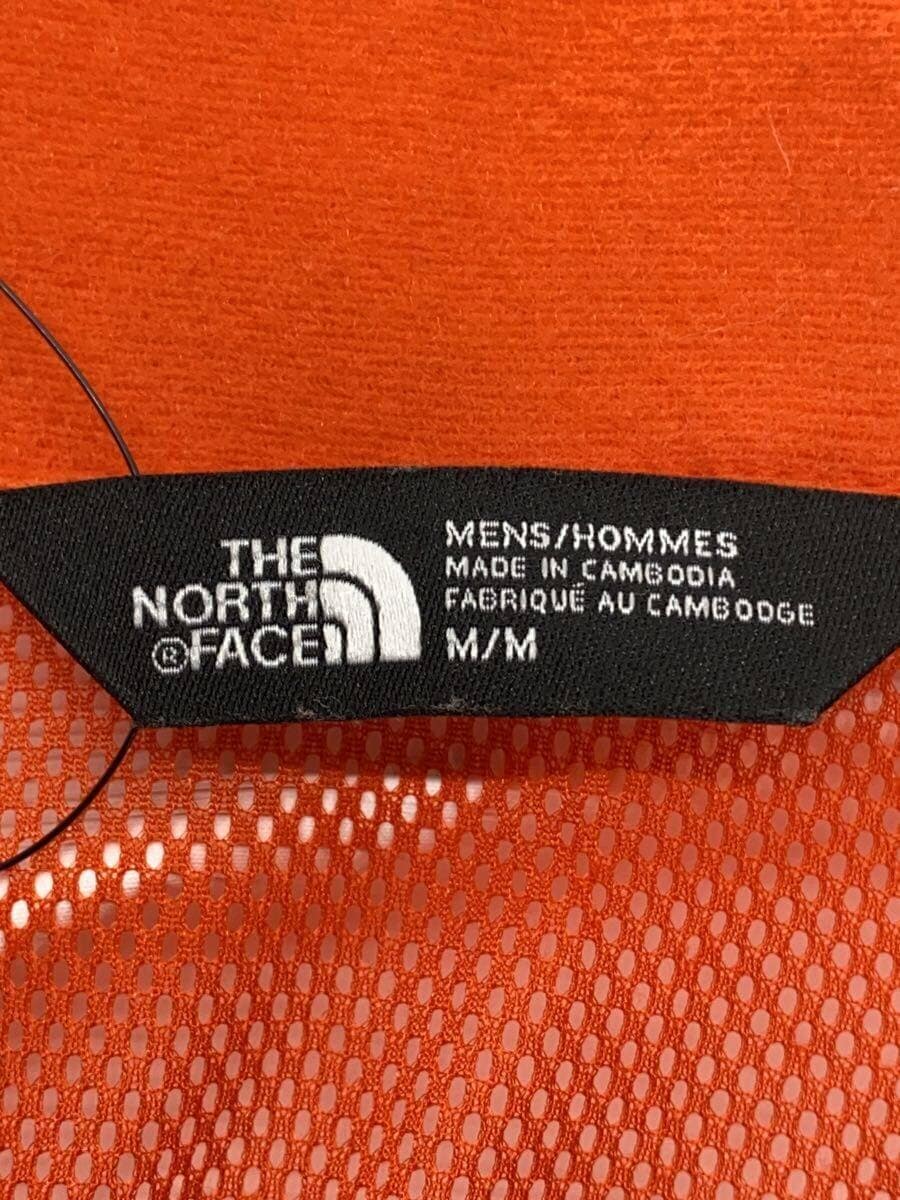 THE
NORTH
®FACE
MENS/HOMMES
MADE IN CAMBODIA
FABRIQUÉ AU CAMBODGE
M/M